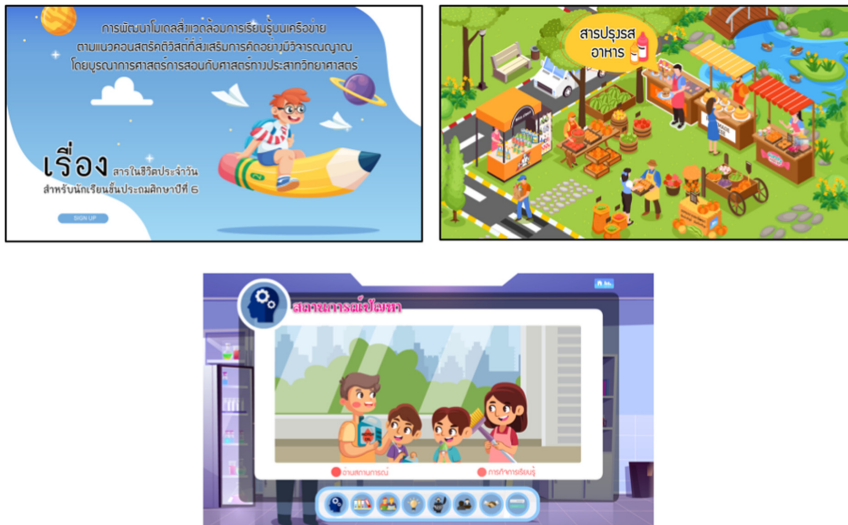 การพัฒนาโมเดลสิ่งแวดล้อมการเรียนรู้บนเครือข่าย
ตามแนวคอนสตรัคติวิสต์ที่ส่งเสริมการคิดอย่างมีวิจารณญาณ
โดยบูรณาการศาสตร์การสอนกับศาสตร์ทางประสาทวิทยาศาสตร์
เรื่อง สารในชีวิตประจำวัน
สำหรับนักเรียนชั้นประถมศึกษาปีที่ 6
SIGN UP
สารปรุงรส
อาหาร
สถานการณ์ปัญหา
อ่านสถานการณ์
ภารกิจการเรียนรู้